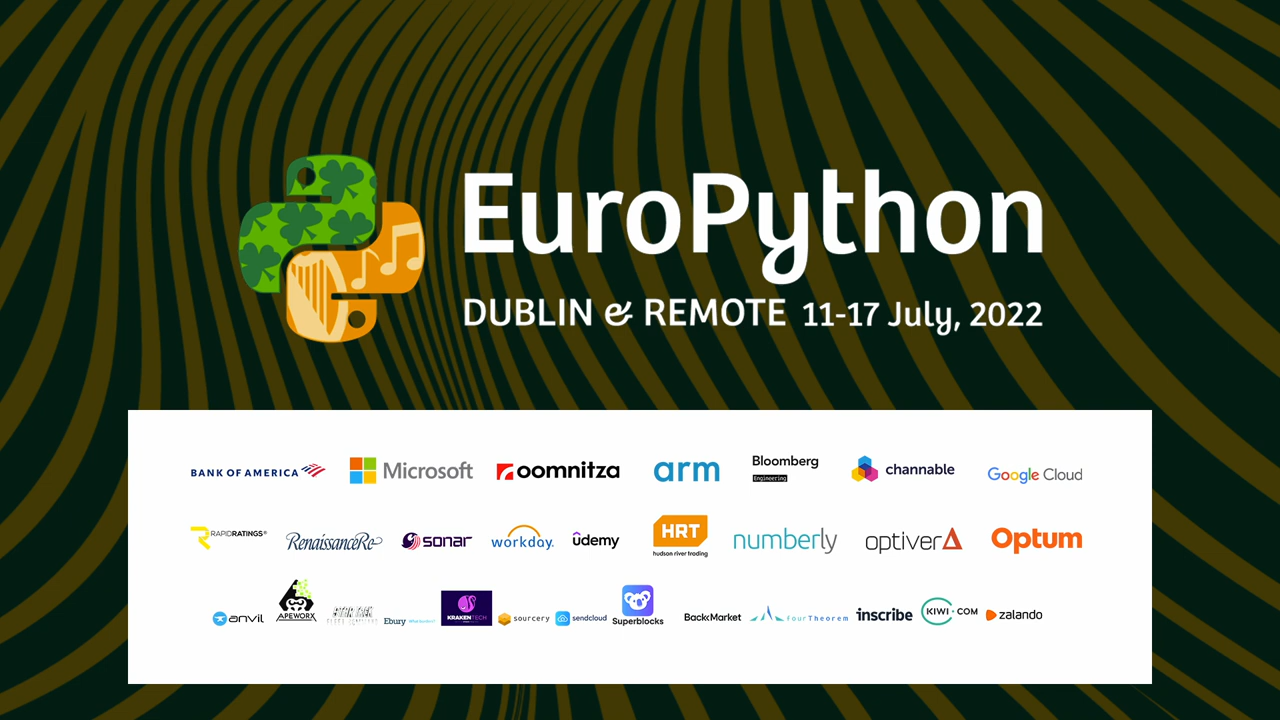 EuroPython
DUBLIN & REMOTE 11-17 July, 2022
BANK OF AMERICA Microsoft oomnitza arm Bloomberg Engineering channable Google Cloud
RAPIDRATINGS® RenaissanceRe sonar workday. ûdemy HRT hudson river trading numberly optiver Optum
anvil APEWORX Ebury KRAKENTECH sourcery sendcloud Superblocks BackMarket fourTheorem inscribe KIWI.COM zalando